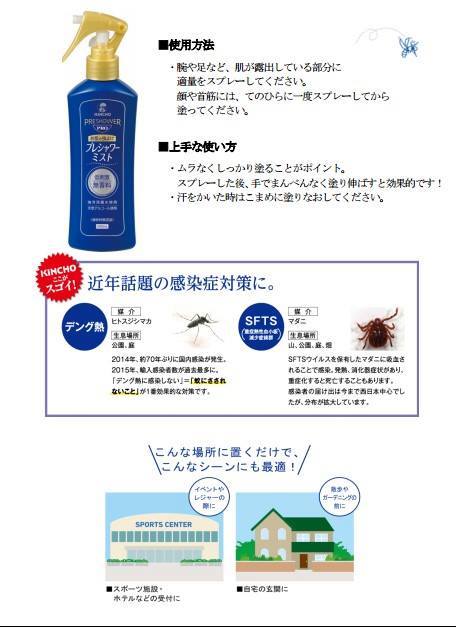 ■使用方法
・腕や足など、肌が露出している部分に
適量をスプレーしてください。
顔や首筋には、てのひらに一度スプレーしてから
塗ってください。
KINCHO
PRESHOWER
PRO
プレシャワー
ミスト
低刺激
無香料
■上手な使い方
・ムラなくしっかり塗ることがポイント。
スプレーした後、手でまんべんなく塗り伸ばすと効果的です！
・汗をかいた時はこまめに塗りなおしてください。
KINCHO
ここが
スゴイ!
近年話題の感染症対策に。
デング熱
媒 介
ヒトスジシマカ
生息場所
公園、庭
2014年、約70年ぶりに国内感染が発生。
2015年、輸入感染者数が過去最多に。
「デング熱に感染しない」＝「蚊にさされ
ないこと」が1番効果的な対策です。
SFTS
(重症熱性血小板
減少症候群)
媒 介
マダニ
生息場所
山、公園、庭、畑
SFTSウイルスを保有したマダニに吸血さ
れることで感染。発熱、消化器症状があり、
重症化すると死亡することもあります。
感染者の届け出は今まで西日本中心でし
たが、分布が拡大しています。
こんな場所に置くだけで、
こんなシーンにも最適！
イベントや
レジャーの
際に
SPORTS CENTER
■スポーツ施設・
ホテルなどの受付に
散歩や
ガーデニングの
前に
■自宅の玄関に